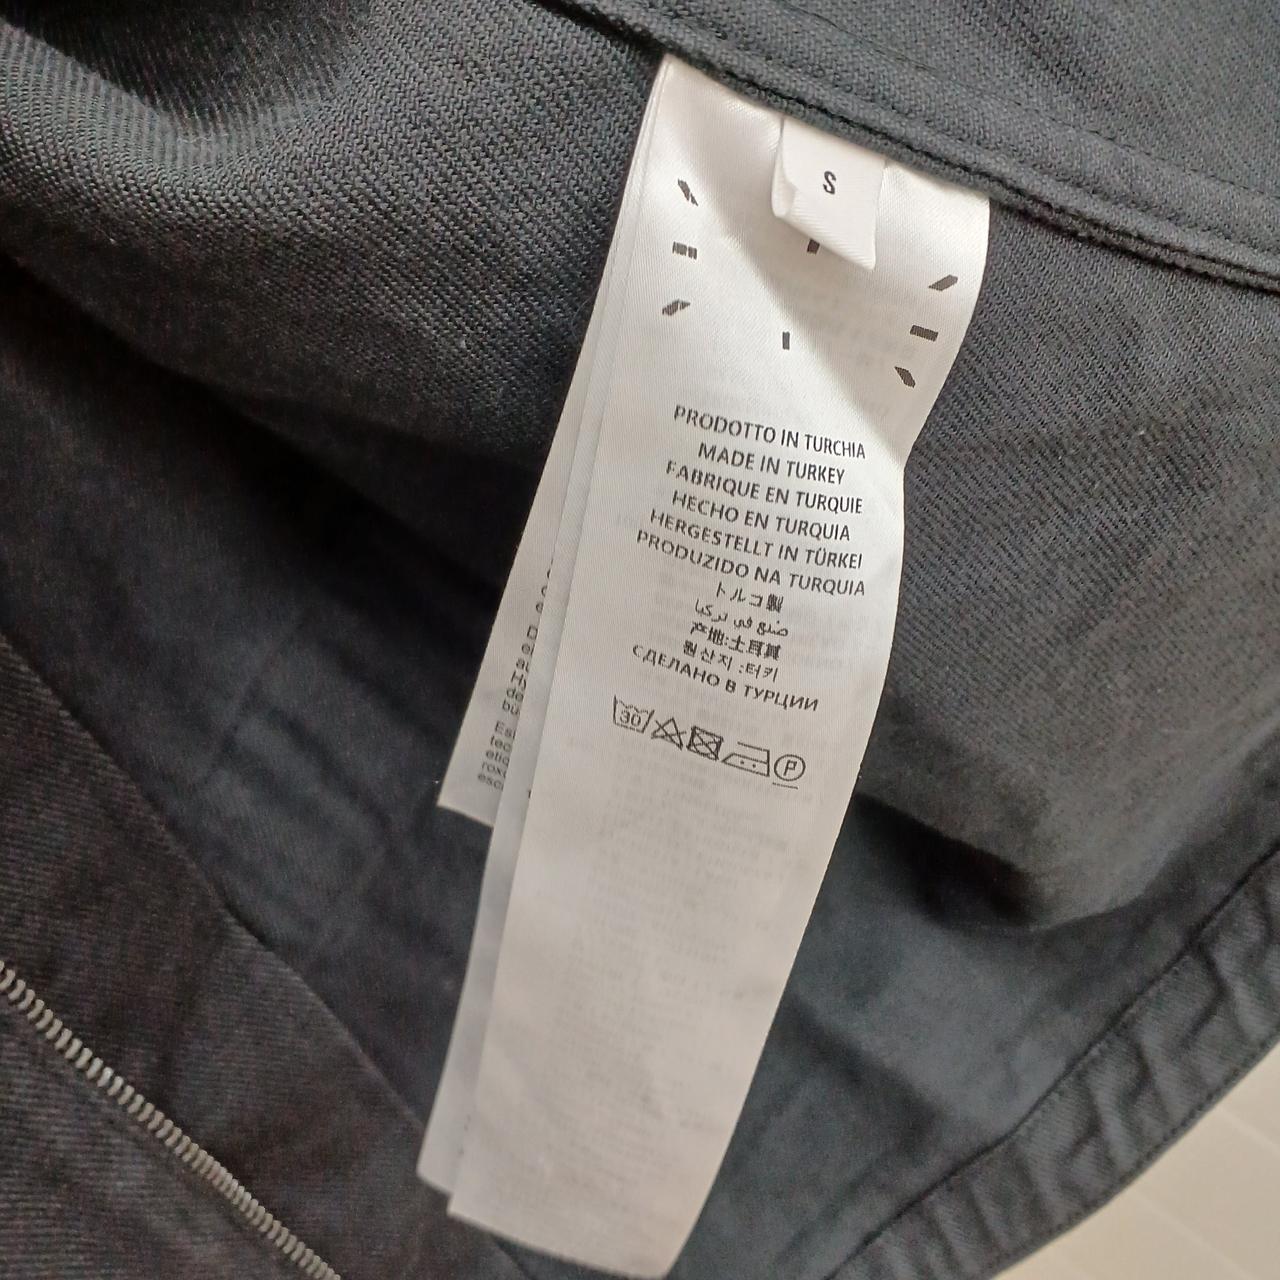 S
PRODOTTO IN TURCHIA
MADE IN TURKEY
FABRIQUE EN TURQUIE
HECHO EN TURQUIA
HERGESTELLT IN TÜRKEI
PRODUZIDO NA TURQUIA
トルコ製
صنع في تركيا
产地:土耳其
원산지 :터키
СДЕЛАНО В ТУРЦИИ
30
P